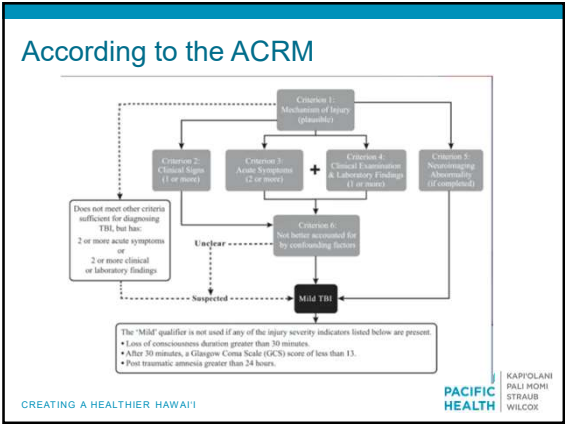 According to the ACRM
Criterion 1:
Mechanism of Injury
(plausible)
Criterion 2:
Clinical Signs
(1 or more)
Criterion 3:
Acute Symptoms
(2 or more)
+
Criterion 4:
Clinical Examination
& Laboratory Findings
(1 or more)
Criterion 5:
Neuroimaging
Abnormality
(if completed)
Does not meet other criteria
sufficient for diagnosing
TBI, but has:
2 or more acute symptoms
or
2 or more clinical
or laboratory findings
Criterion 6:
Not better accounted for
by confounding factors
Unclear
Suspected
Mild TBI
The 'Mild' qualifier is not used if any of the injury severity indicators listed below are present.
• Loss of consciousness duration greater than 30 minutes.
• After 30 minutes, a Glasgow Coma Scale (GCS) score of less than 13.
• Post traumatic amnesia greater than 24 hours.
CREATING A HEALTHIER HAWAI'I
PACIFIC
HEALTH
KAPI'OLANI
PALI MOMI
STRAUB
WILCOX